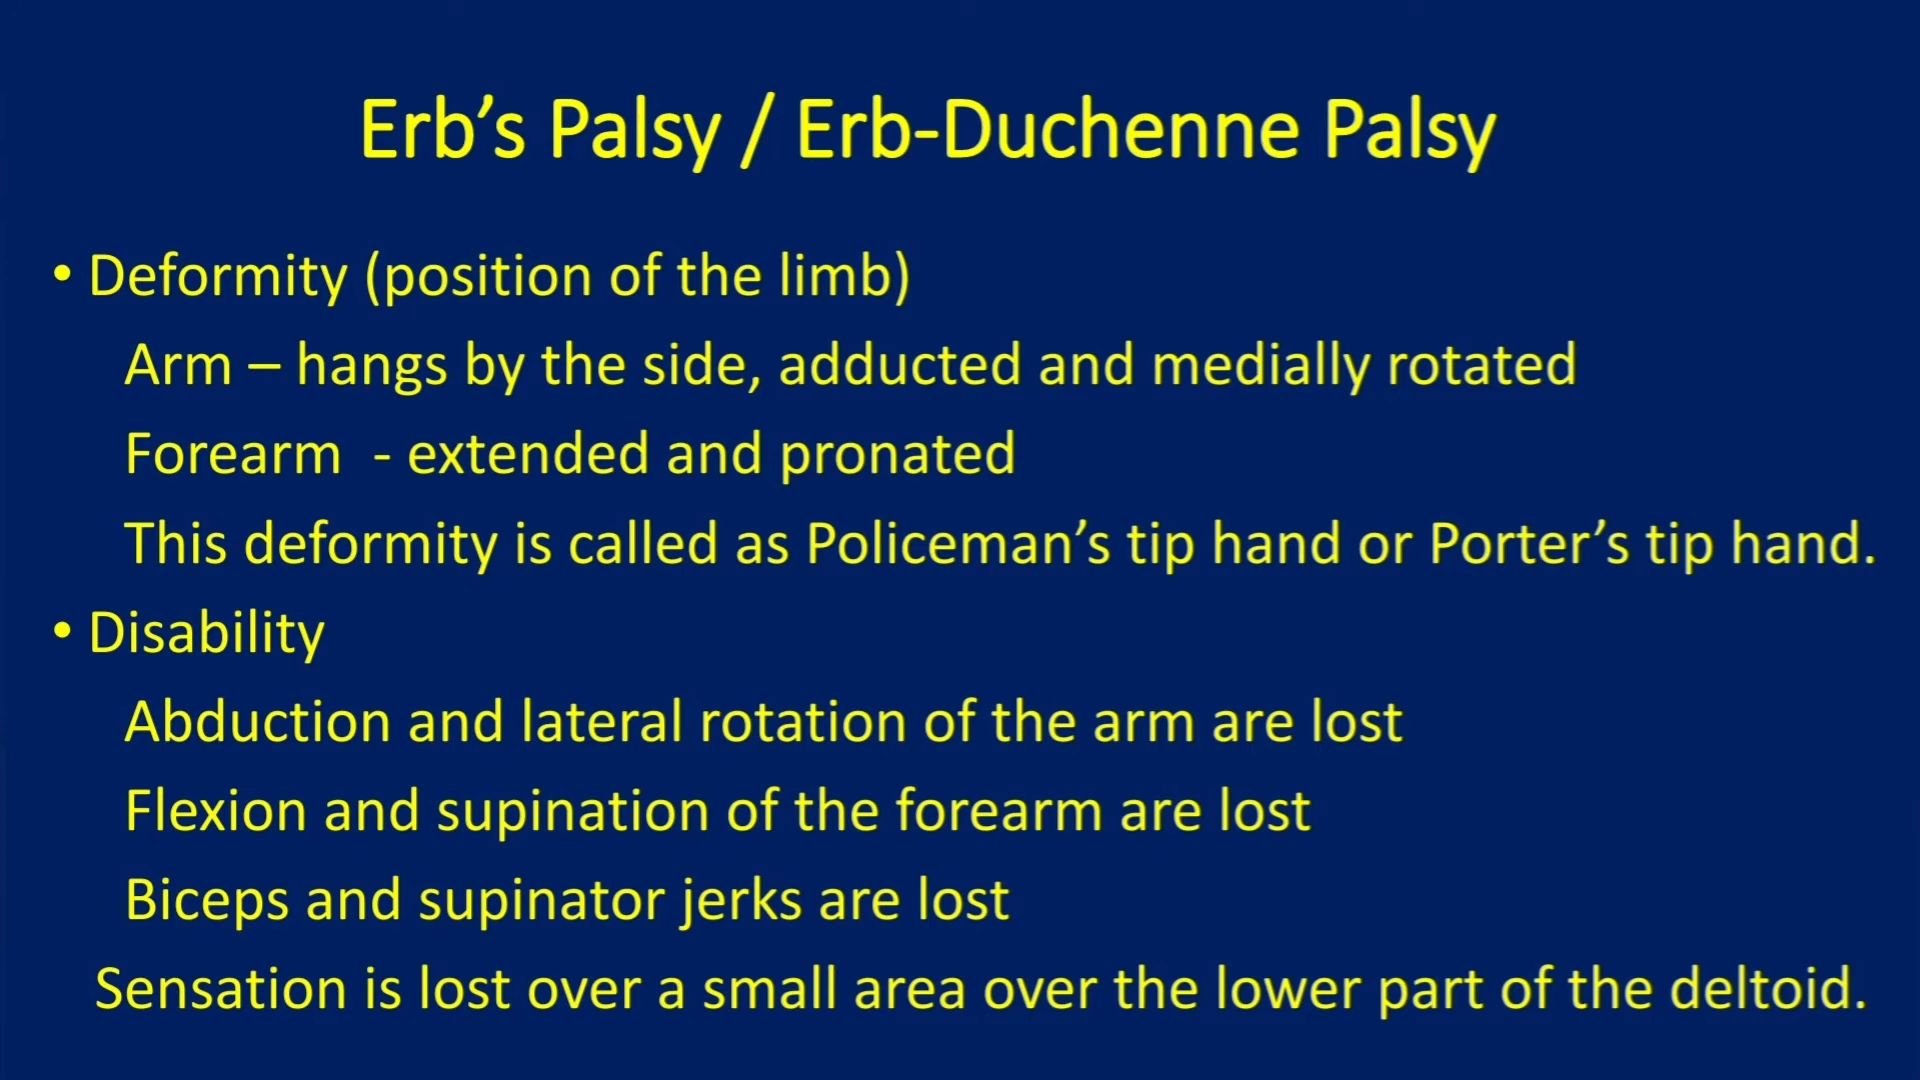 Erb’s Palsy / Erb-Duchenne Palsy
• Deformity (position of the limb)
Arm – hangs by the side, adducted and medially rotated
Forearm  - extended and pronated
This deformity is called as Policeman’s tip hand or Porter’s tip hand.
• Disability
Abduction and lateral rotation of the arm are lost
Flexion and supination of the forearm are lost
Biceps and supinator jerks are lost
Sensation is lost over a small area over the lower part of the deltoid.